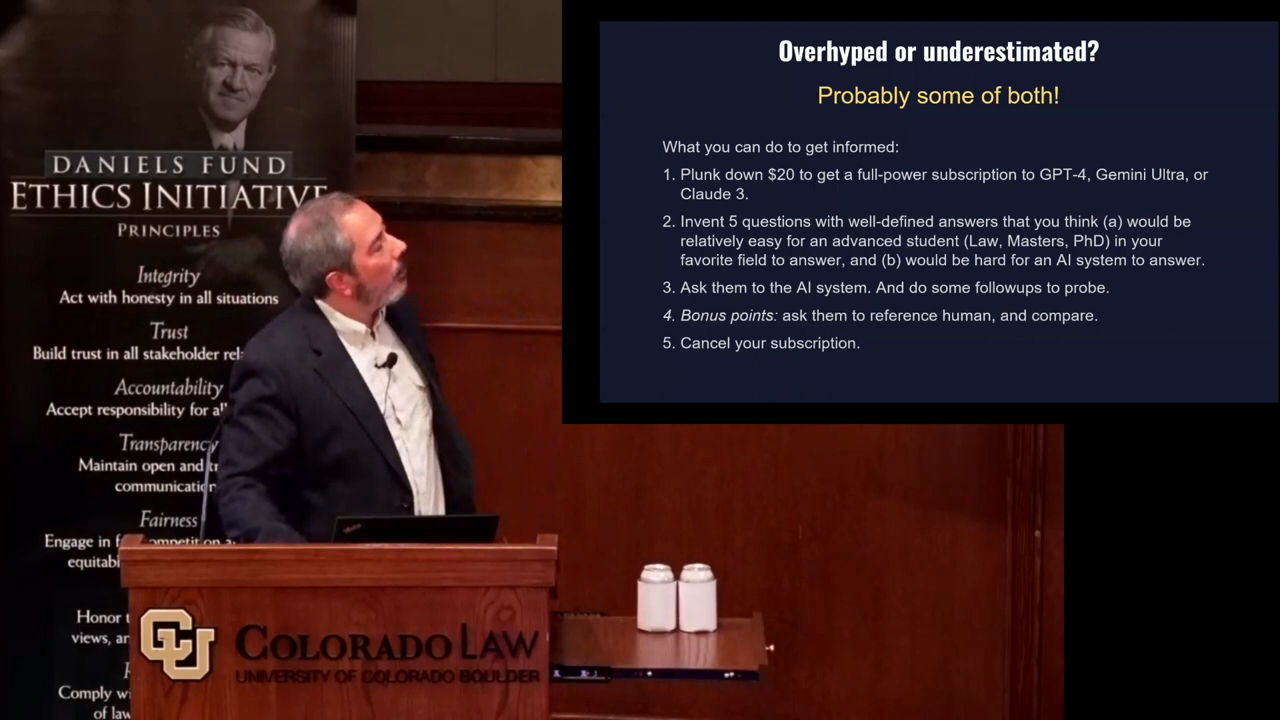 DANIELS FUND
ETHICS INITIATIVE
PRINCIPLES
Integrity
Act with honesty in all situations
Trust
Build trust in all stakeholder
Accountability
Accept responsibility for
Transparency
Maintain open and
Fairness
Engage in
Honor
views,
Comply
of law
CU
COLORADO LAW
UNIVERSITY OF COLORADO BOULDER
Overhyped or underestimated?
Probably some of both!
What you can do to get informed:
1. Plunk down $20 to get a full-power subscription to GPT-4, Gemini Ultra, or
Claude 3.
2. Invent 5 questions with well-defined answers that you think (a) would be
relatively easy for an advanced student (Law, Masters, PhD) in your
favorite field to answer, and (b) would be hard for an AI system to answer.
3. Ask them to the AI system. And do some followups to probe.
4. Bonus points: ask them to reference human, and compare.
5. Cancel your subscription.